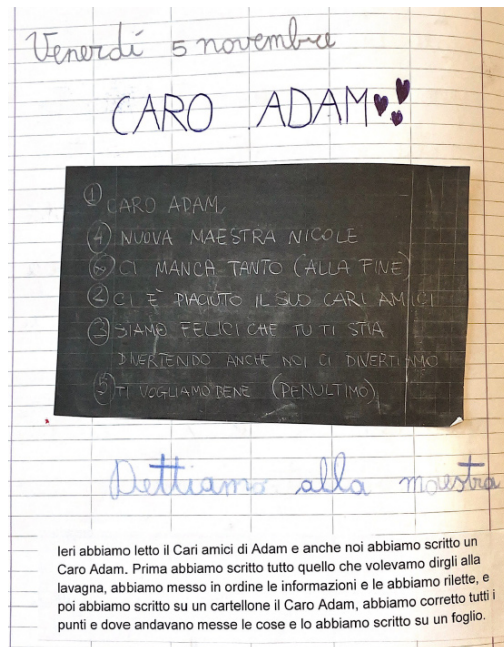 Venerdí 5 novembre
CARO ADAM
① CARO ADAM,
④ NUOVA MAESTRA NICOLE
⑥ CI MANCA TANTO (ALLA FINE)
② CI È PIACIUTO IL SUO CARI AMICI
③ SIAMO FELICI CHE TU TI STIA
DIVERTENDO ANCHE NOI CI DIVERTIAMO
⑤ TI VOGLIAMO BENE (PENULTIMO)
Dettiamo alla maestra
Ieri abbiamo letto il Cari amici di Adam e anche noi abbiamo scritto un
Caro Adam. Prima abbiamo scritto tutto quello che volevamo dirgli alla
lavagna, abbiamo messo in ordine le informazioni e le abbiamo rilette, e
poi abbiamo scritto su un cartellone il Caro Adam, abbiamo corretto tutti i
punti e dove andavano messe le cose e lo abbiamo scritto su un foglio.